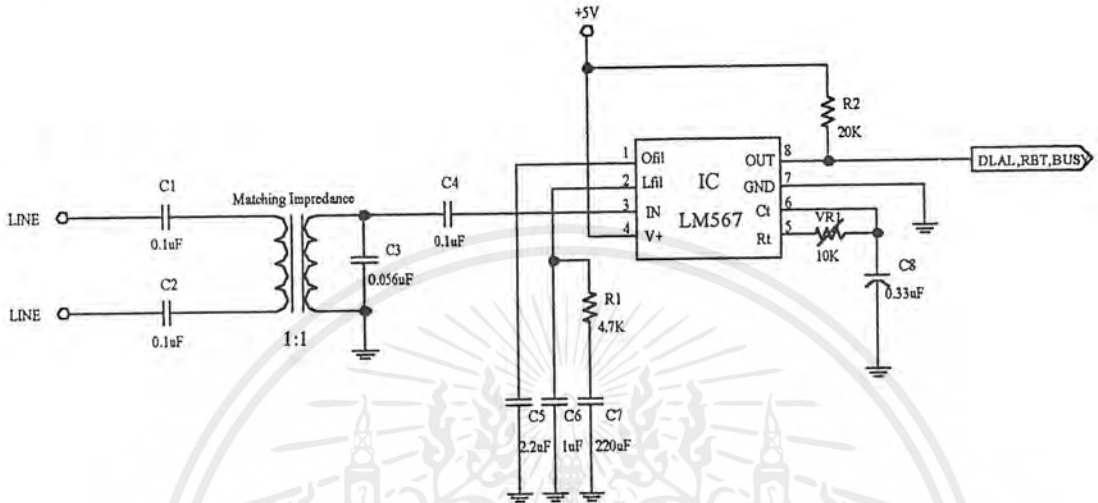 +5V
R2
20K
1
Ofil
OUT
8
DLAL,RBT,BUSY
2
Lfil
IC
GND
7
C1
Matching Impedance
C4
3
IN
LM567
Ct
6
VR1
LINE
4
V+
Rt
5
10K
0.1uF
0.1uF
C3
0.056uF
C8
0.33uF
C2
R1
4.7K
LINE
0.1uF
1:1
C5
C6
C7
2.2uF
1uF
220uF